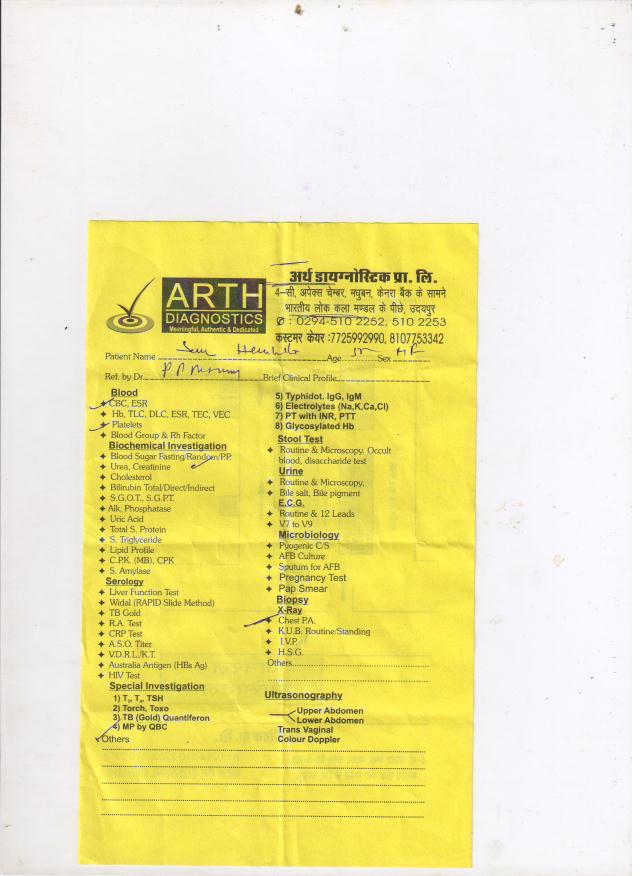 अर्थ डायग्नोस्टिक प्रा. लि.
ARTH
DIAGNOSTICS
Meaningful, Authentic & Dedicated
4–सी, अपेक्स चेम्बर, मधुबन, केनरा बैंक के सामने
भारतीय लोक कला मण्डल के पीछे, उदयपुर
✆ : 0294-510 2252, 510 2253
कस्टमर केयर :7725992990, 8107753342
Patient Name Age Sex
Ref. by Dr. Brief Clinical Profile
Blood
✦ CBC, ESR
✦ Hb, TLC, DLC, ESR, TEC, VEC
✦ Platelets
✦ Blood Group & Rh Factor
Biochemical Investigation
✦ Blood Sugar Fasting/Random/P.P.
✦ Urea, Creatinine
✦ Cholesterol
✦ Bilirubin Total/Direct/Indirect
✦ S.G.O.T., S.G.P.T.
✦ Alk, Phosphatase
✦ Uric Acid
✦ Total S. Protein
✦ S. Triglyceride
✦ Lipid Profile
✦ C.P.K. (MB), CPK
✦ S. Amylase
Serology
✦ Liver Function Test
✦ Widal (RAPID Slide Method)
✦ TB Gold
✦ R.A. Test
✦ CRP Test
✦ A.S.O. Titer
✦ V.D.R.L./K.T.
✦ Australia Antigen (HBs Ag)
✦ HIV Test
Special Investigation
1) T₃, T₄, TSH
2) Torch, Toxo
3) TB (Gold) Quantiferon
4) MP by QBC
✦ Others
5) Typhidot. IgG, IgM
6) Electrolytes (Na,K,Ca,Cl)
7) PT with INR, PTT
8) Glycosylated Hb
Stool Test
✦ Routine & Microscopy. Occult
blood, disaccharide test
Urine
✦ Routine & Microscopy,
✦ Bile salt, Bile pigment
E.C.G.
✦ Routine & 12 Leads
✦ V7 to V9
Microbiology
✦ Pyogenic C/S
✦ AFB Culture
✦ Sputum for AFB
✦ Pregnancy Test
✦ Pap Smear
Biopsy
X-Ray
✦ Chest P.A.
✦ K.U.B. Routine/Standing
✦ I.V.P.
✦ H.S.G.
Others
Ultrasonography
Upper Abdomen
Lower Abdomen
Trans Vaginal
Colour Doppler